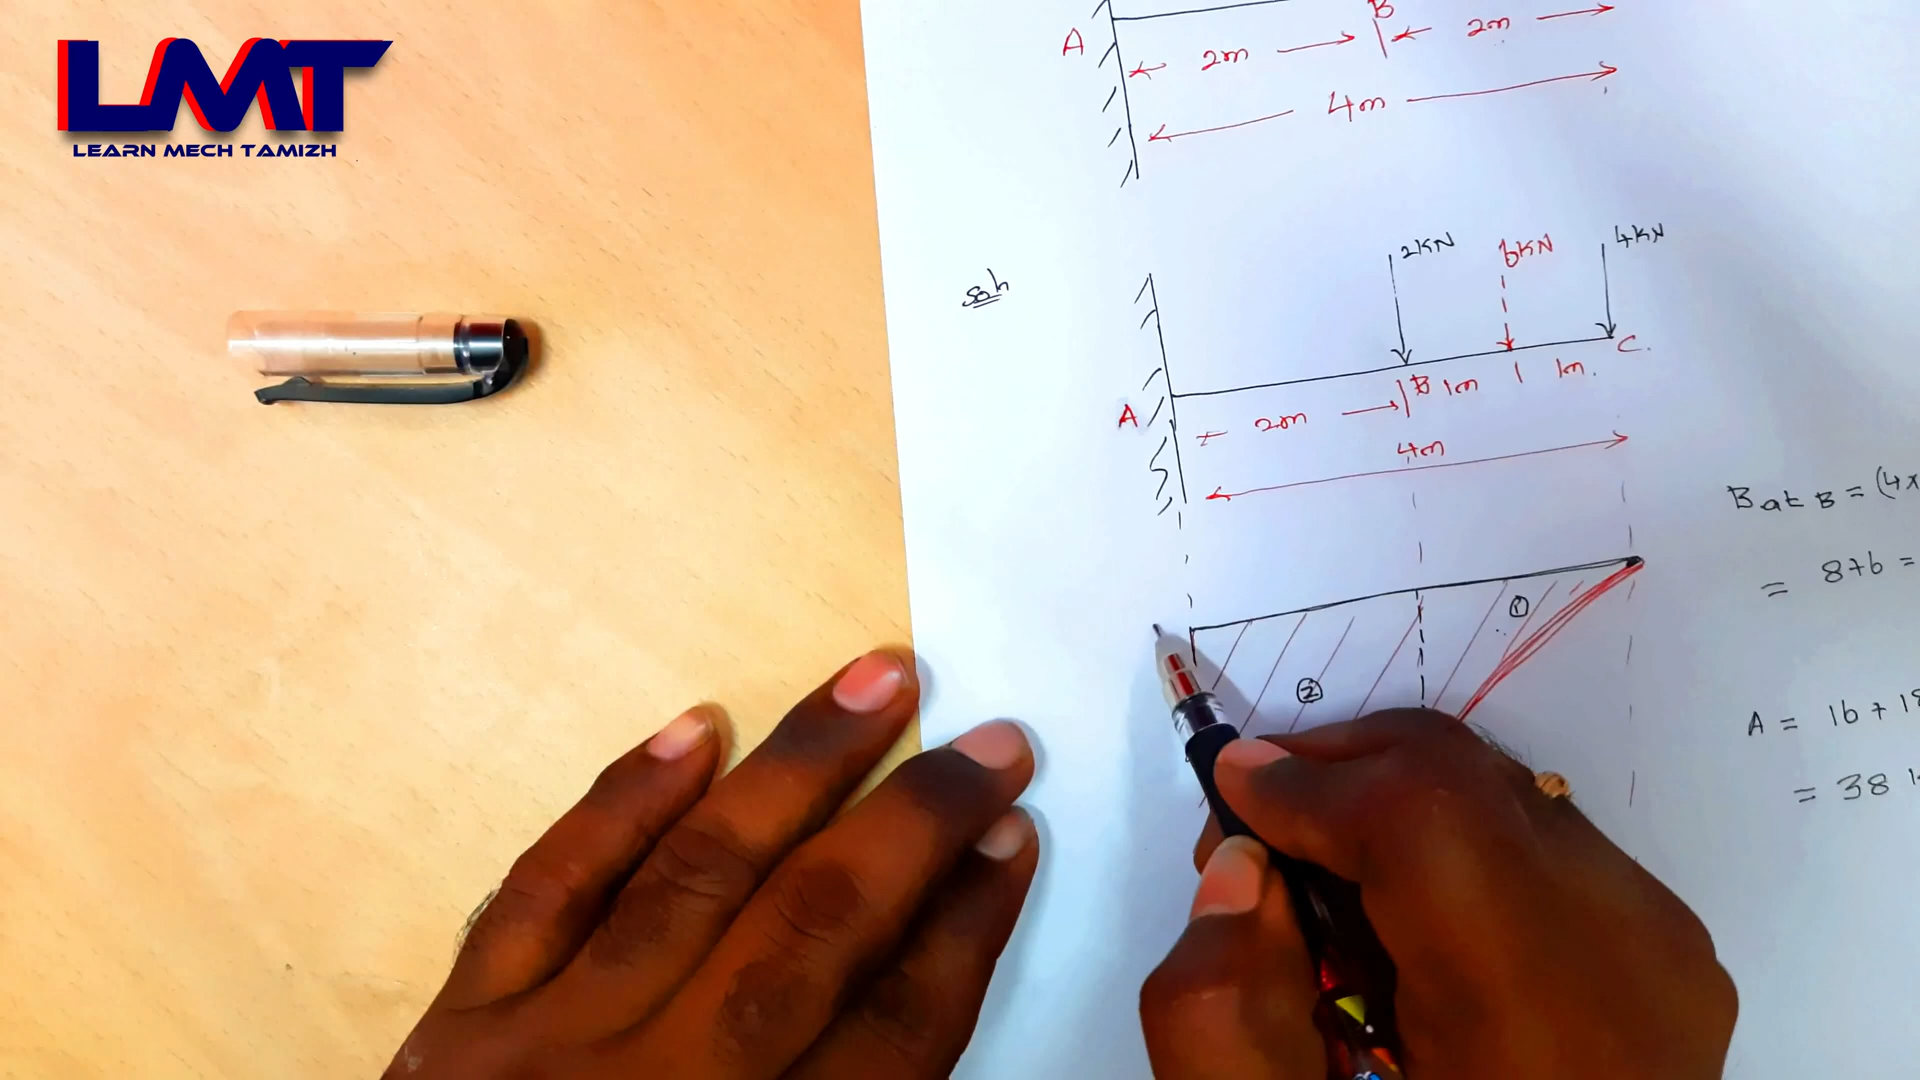 LMT
LEARN MECH TAMIZH
B
A
2m
2m
4m
Soln
2KN
6KN
4KN
C.
A
2m
B
1m
1m.
4m
B at B = (4x
= 8+6 =
①
②
A = 16+18
= 38